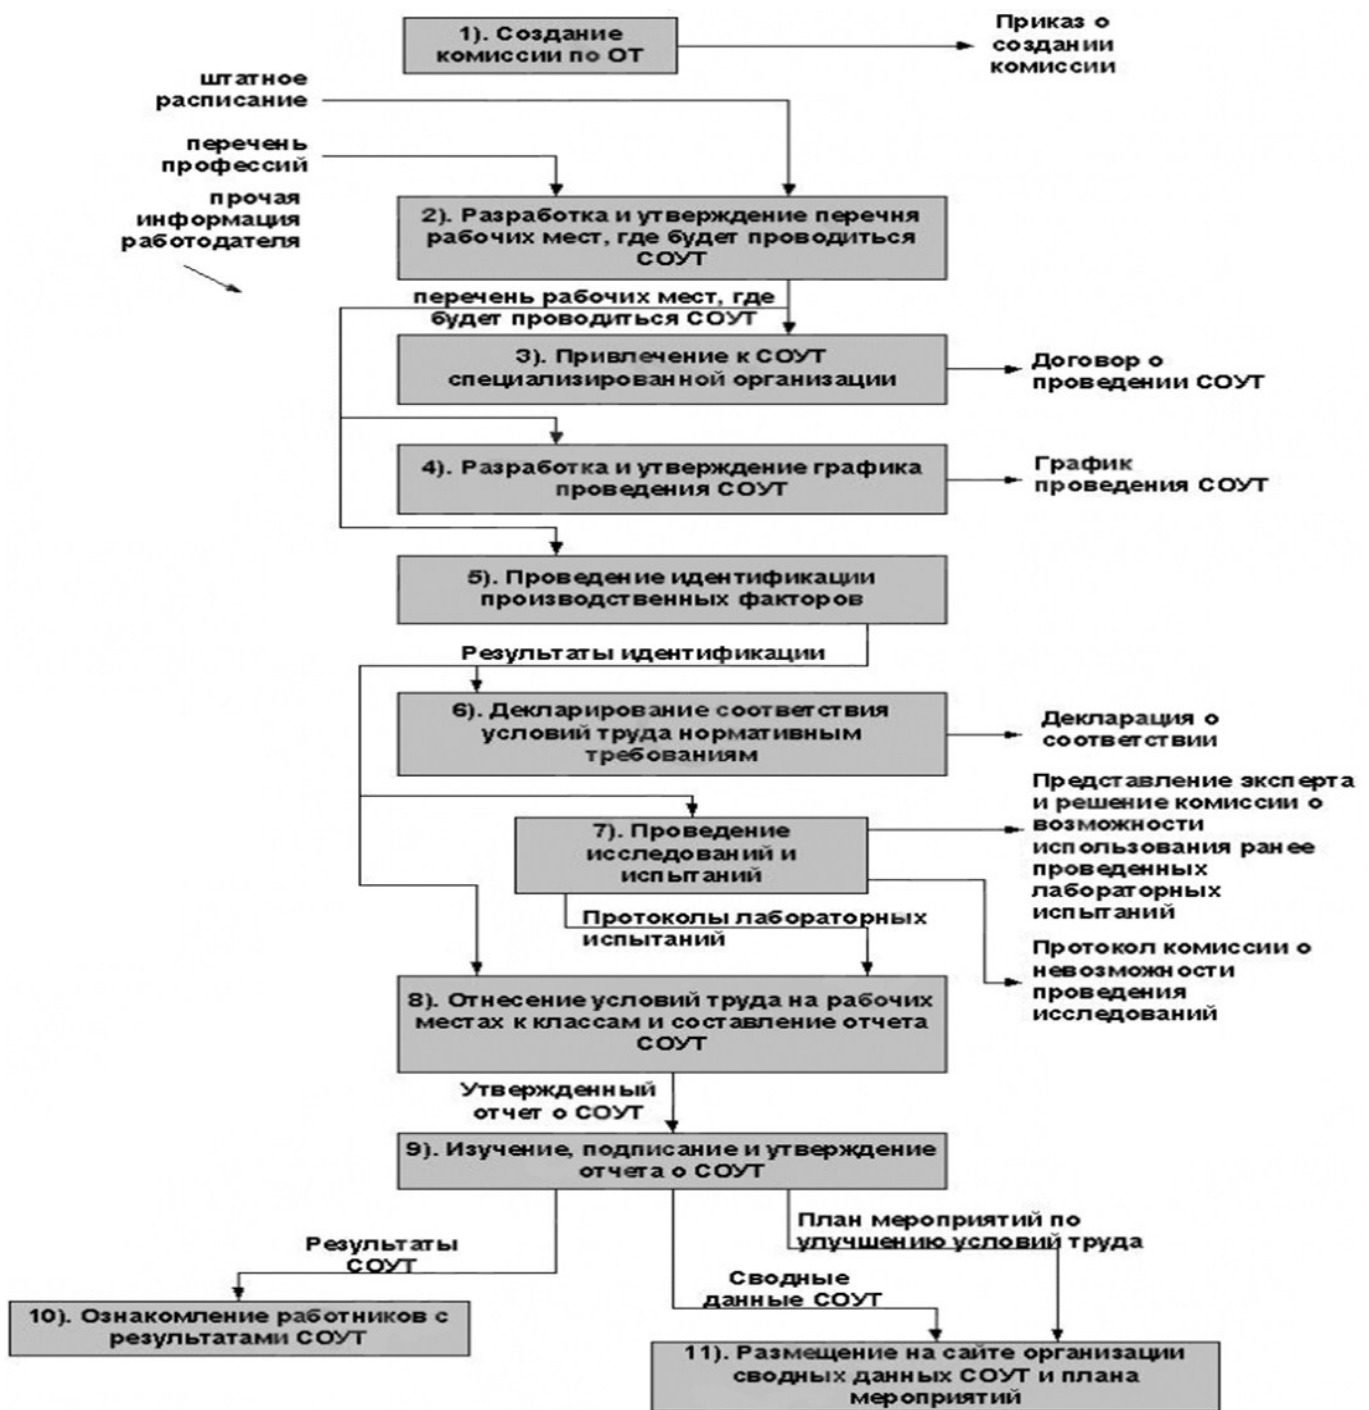 1). Создание
комиссии по ОТ
Приказ о
создании
комиссии
штатное
расписание
перечень
профессий
прочая
информация
работодателя
2). Разработка и утверждение перечня
рабочих мест, где будет проводиться
СОУТ
перечень рабочих мест, где
будет проводиться СОУТ
3). Привлечение к СОУТ
специализированной организации
Договор о
проведении СОУТ
4). Разработка и утверждение графика
проведения СОУТ
График
проведения СОУТ
5). Проведение идентификации
производственных факторов
Результаты идентификации
6). Декларирование соответствия
условий труда нормативным
требованиям
Декларация о
соответствии
7). Проведение
исследований и
испытаний
Представление эксперта
и решение комиссии о
возможности
использования ранее
проведенных
лабораторных
испытаний
Протоколы лабораторных
испытаний
Протокол комиссии о
невозможности
проведения
исследований
8). Отнесение условий труда на рабочих
местах к классам и составление отчета
СОУТ
Утвержденный
отчет о СОУТ
9). Изучение, подписание и утверждение
отчета о СОУТ
План мероприятий по
улучшению условий труда
Результаты
СОУТ
Сводные
данные СОУТ
10). Ознакомление работников с
результатами СОУТ
11). Размещение на сайте организации
сводных данных СОУТ и плана
мероприятий